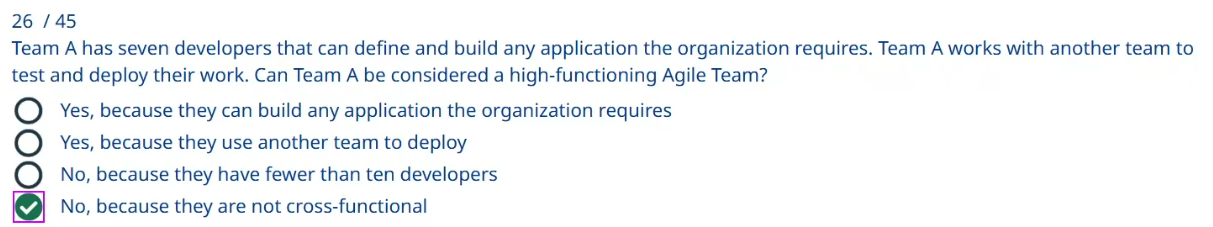 26 / 45
Team A has seven developers that can define and build any application the organization requires. Team A works with another team to
test and deploy their work. Can Team A be considered a high-functioning Agile Team?
Yes, because they can build any application the organization requires
Yes, because they use another team to deploy
No, because they have fewer than ten developers
No, because they are not cross-functional